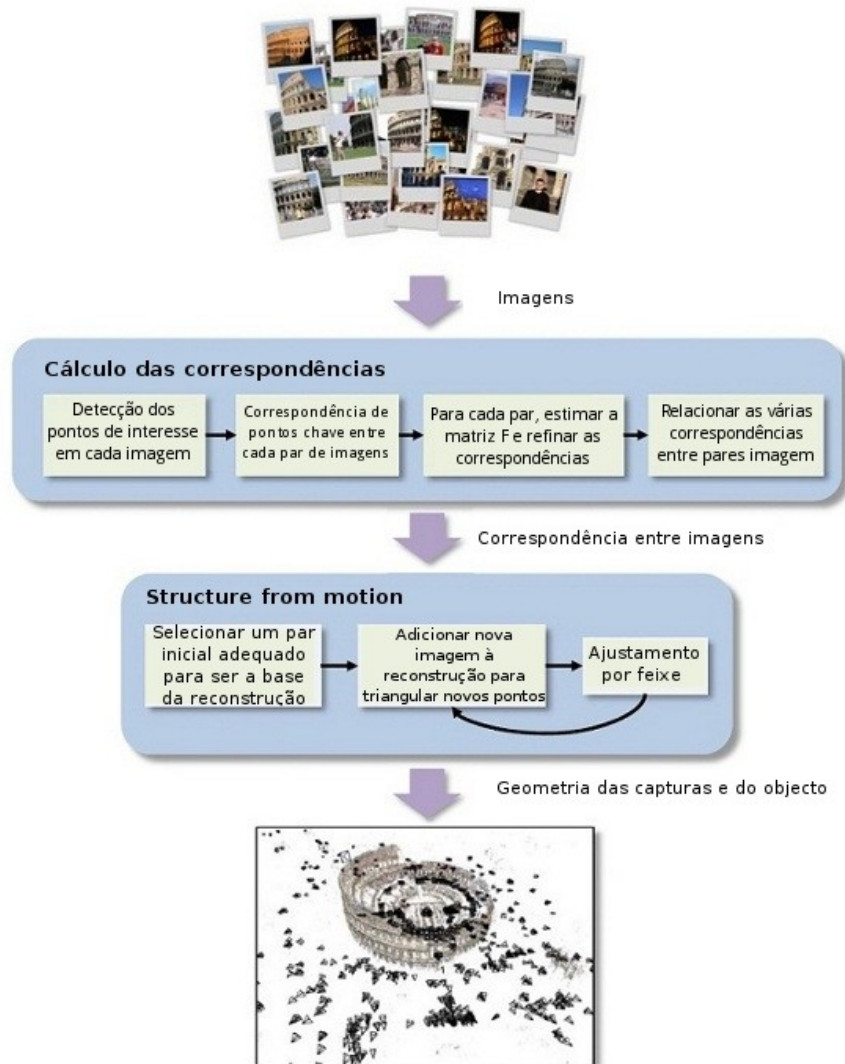 Imagens
Cálculo das correspondências
Detecção dos
pontos de interesse
em cada imagem
Correspondência de
pontos chave entre
cada par de imagens
Para cada par, estimar a
matriz F e refinar as
correspondências
Relacionar as várias
correspondências
entre pares imagem
Correspondência entre imagens
Structure from motion
Selecionar um par
inicial adequado
para ser a base
da reconstrução
Adicionar nova
imagem à
reconstrução para
triangular novos pontos
Ajustamento
por feixe
Geometria das capturas e do objecto